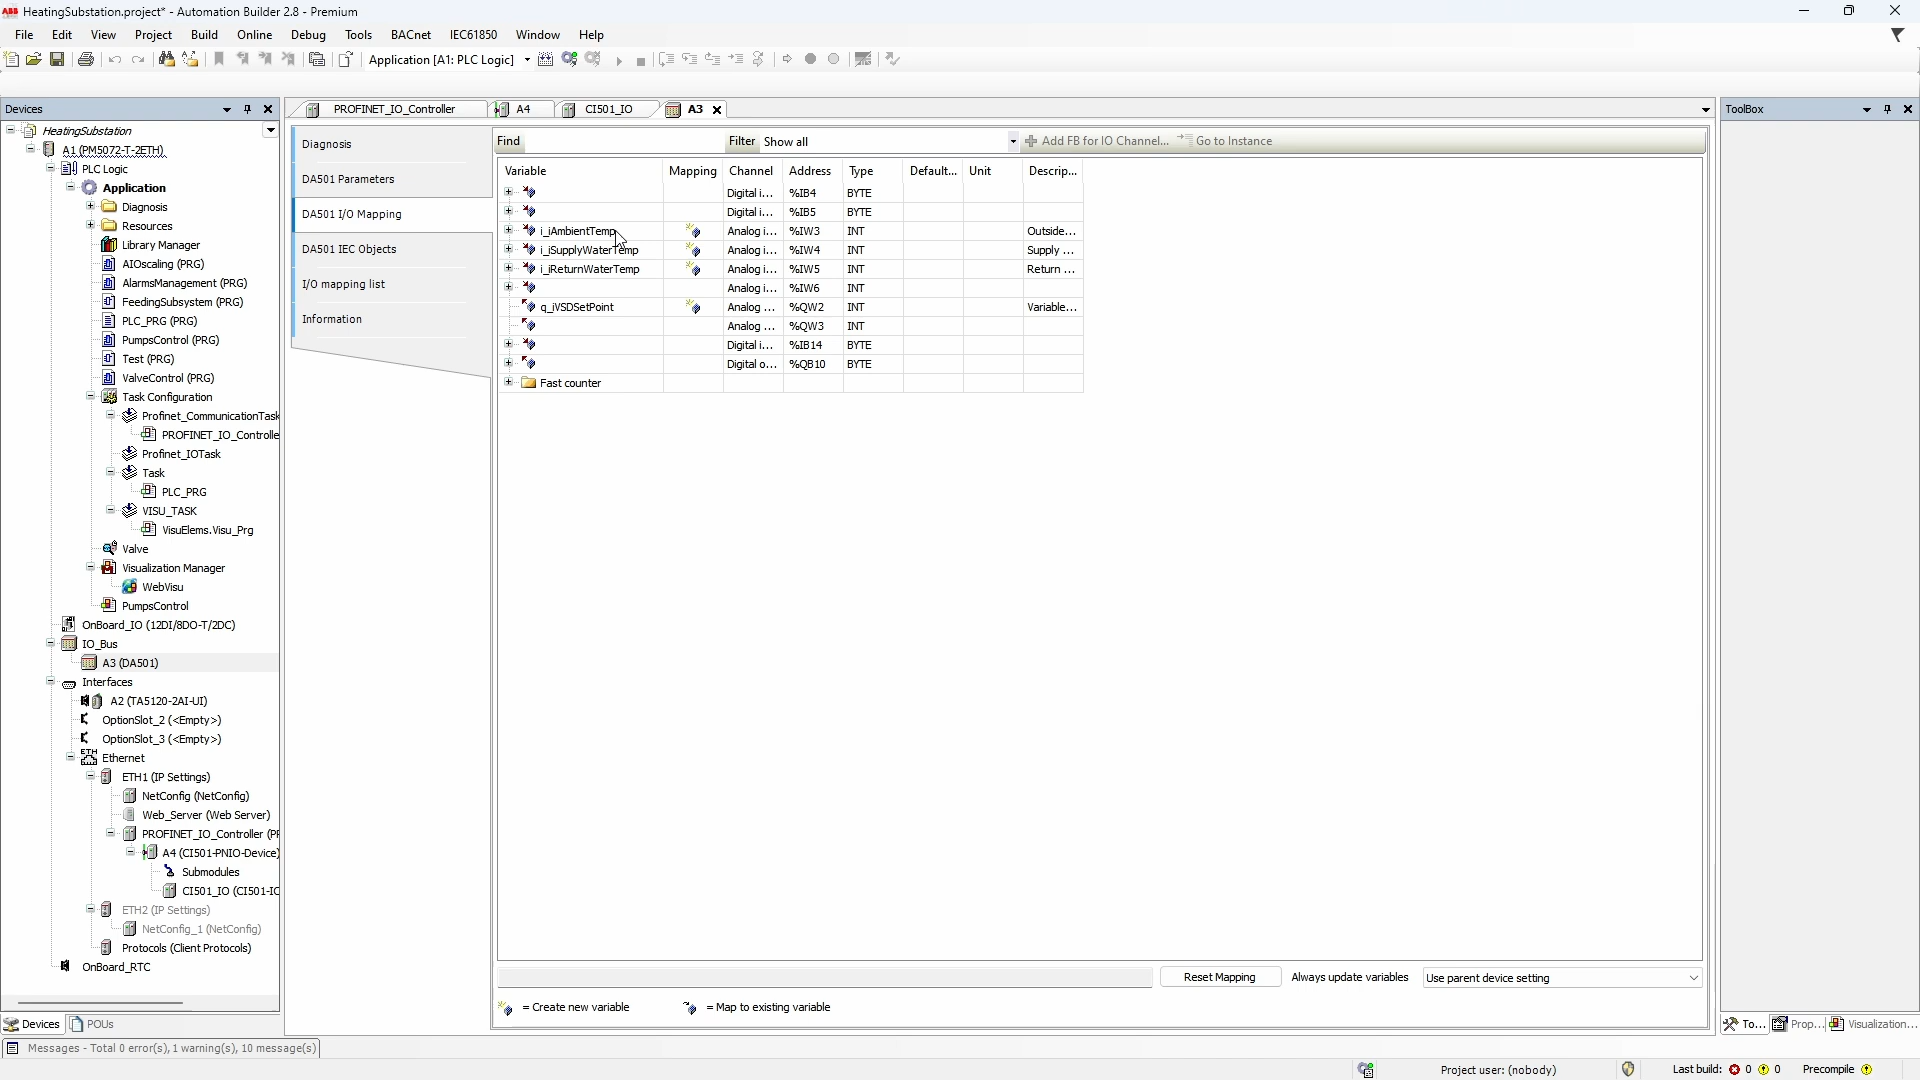 HeatingSubstation.project* - Automation Builder 2.8 - Premium
File Edit View Project Build Online Debug Tools BACnet IEC61850 Window Help
Application [A1: PLC Logic]
Devices
HeatingSubstation
A1 (PM5072-T-2ETH)
PLC Logic
Application
Diagnosis
Resources
Library Manager
AIOscaling (PRG)
AlarmsManagement (PRG)
FeedingSubsystem (PRG)
PLC_PRG (PRG)
PumpsControl (PRG)
Test (PRG)
ValveControl (PRG)
Task Configuration
Profinet_CommunicationTask
PROFINET_IO_Controlle
Profinet_IOTask
Task
PLC_PRG
VISU_TASK
VisuElems.Visu_Prg
Valve
Visualization Manager
WebVisu
PumpsControl
OnBoard_IO (12DI/8DO-T/2DC)
IO_Bus
A3 (DA501)
Interfaces
A2 (TA5120-2AI-UI)
OptionSlot_2 (<Empty>)
OptionSlot_3 (<Empty>)
ETH
Ethernet
ETH1 (IP Settings)
NetConfig (NetConfig)
Web_Server (Web Server)
PROFINET_IO_Controller (PI
A4 (CI501-PNIO-Device)
Submodules
CI501_IO (CI501-IO
ETH2 (IP Settings)
NetConfig_1 (NetConfig)
Protocols (Client Protocols)
OnBoard_RTC
Devices POUs
PROFINET_IO_Controller A4 CI501_IO A3
Diagnosis
DA501 Parameters
DA501 I/O Mapping
DA501 IEC Objects
I/O mapping list
Information
Find Filter Show all Add FB for IO Channel... Go to Instance
Variable Mapping Channel Address Type Default... Unit Descrip...
Digital i... %IB4 BYTE
Digital i... %IB5 BYTE
i_iAmbientTemp Analog i... %IW3 INT Outside...
i_iSupplyWaterTemp Analog i... %IW4 INT Supply ...
i_iReturnWaterTemp Analog i... %IW5 INT Return ...
Analog i... %IW6 INT
q_iVSDSetPoint Analog ... %QW2 INT Variable...
Analog ... %QW3 INT
Digital i... %IB14 BYTE
Digital o... %QB10 BYTE
Fast counter
Reset Mapping Always update variables Use parent device setting
= Create new variable = Map to existing variable
ToolBox
To... Prop... Visualization...
Messages - Total 0 error(s), 1 warning(s), 10 message(s)
Project user: (nobody) Last build: 0 0 Precompile
ABB